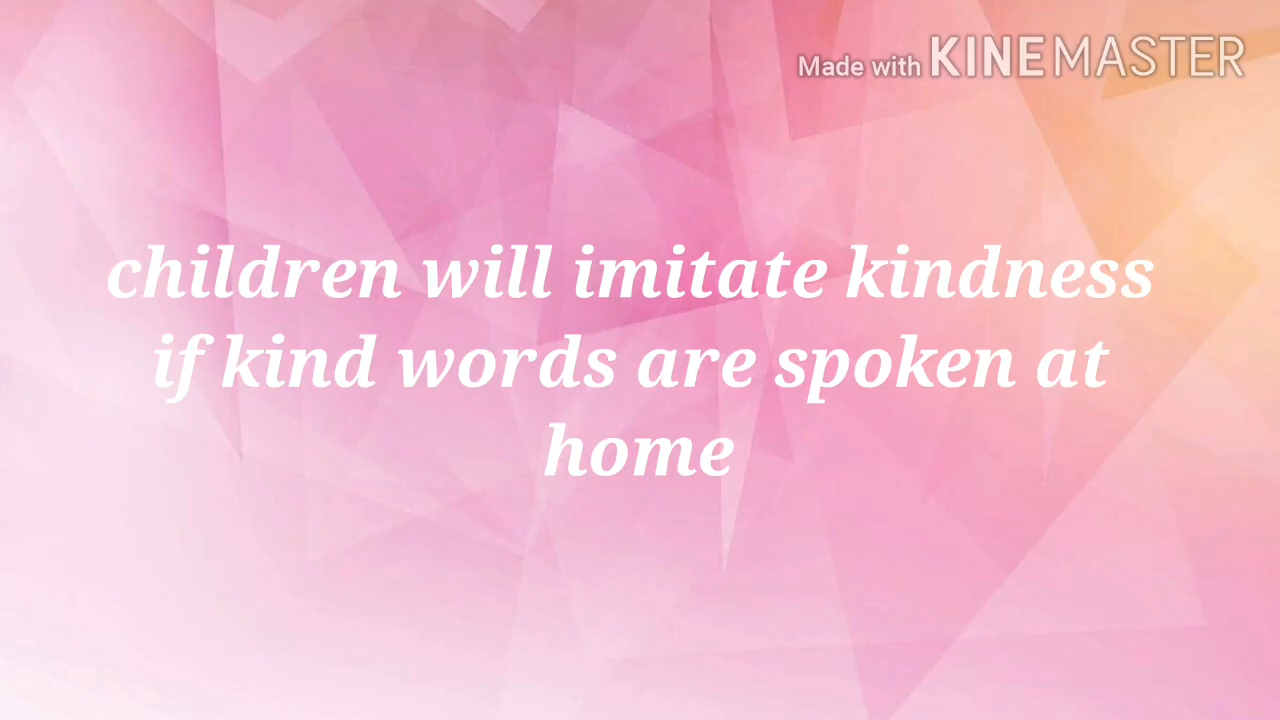 Made with KINEMASTER
children will imitate kindness
if kind words are spoken at
home